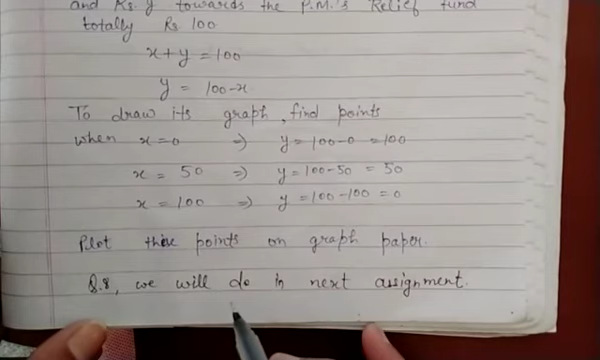 and Rs. y towards the P.M.'s Relief fund
totally Rs 100
x+y = 100
y = 100-x
To draw its graph, find points
when x=0 ⇒ y=100-0 =100
x = 50 ⇒ y=100-50 = 50
x = 100 ⇒ y =100-100 =0
Plot these points on graph paper.
Q.8, we will do in next assignment.